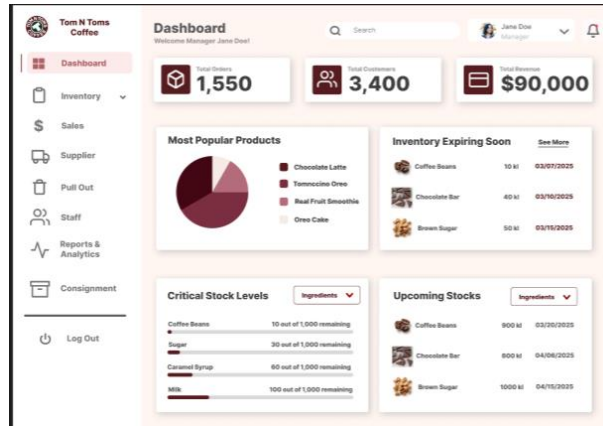 Tom N Toms
Coffee
Dashboard
Inventory
Sales
Supplier
Pull Out
Staff
Reports &
Analytics
Consignment
Log Out
Dashboard
Welcome Manager Jane Doe!
Search
Jane Doe
Manager
Total Orders
1,550
Total Customers
3,400
Total Revenue
$90,000
Most Popular Products
Chocolate Latte
Tomnccino Oreo
Real Fruit Smoothie
Oreo Cake
Inventory Expiring Soon See More
Coffee Beans 10 kl 03/07/2025
Chocolate Bar 40 kl 03/10/2025
Brown Sugar 50 kl 03/15/2025
Critical Stock Levels Ingredients
Coffee Beans 10 out of 1,000 remaining
Sugar 30 out of 1,000 remaining
Caramel Syrup 60 out of 1,000 remaining
Milk 100 out of 1,000 remaining
Upcoming Stocks Ingredients
Coffee Beans 900 kl 03/20/2025
Chocolate Bar 800 kl 04/06/2025
Brown Sugar 1000 kl 04/15/2025